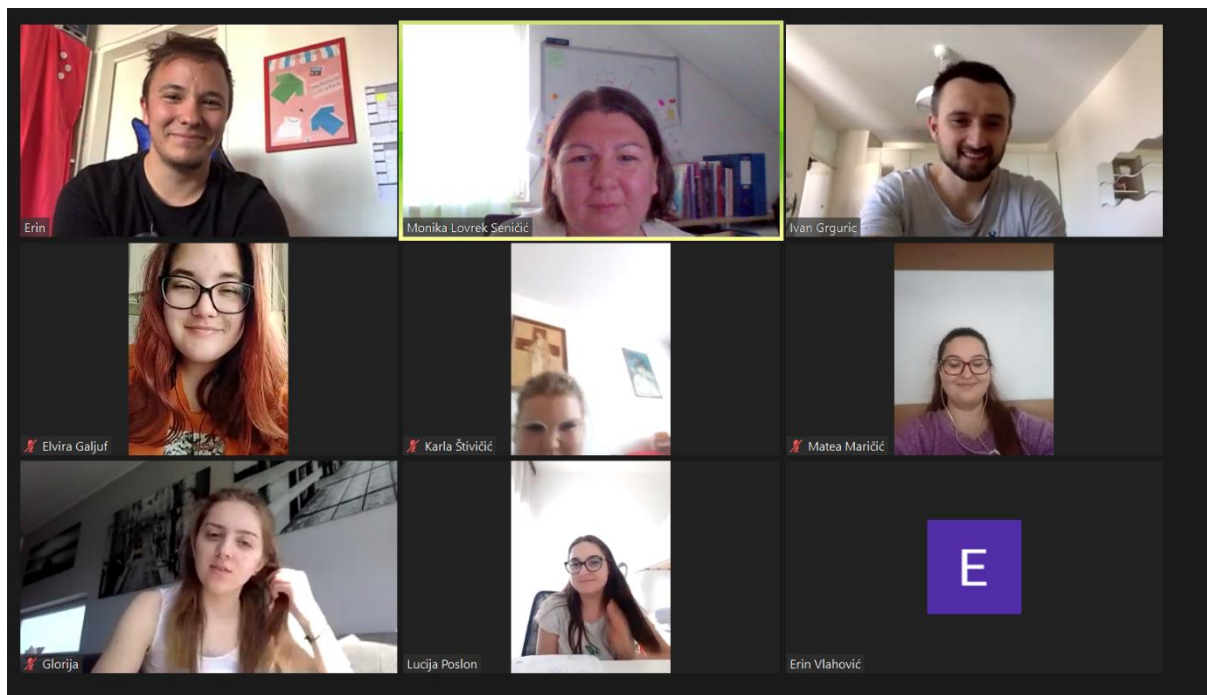 Erin
Monika Lovrek Seničić
Ivan Grguric
Elvira Galjuf
Karla Štivičić
Matea Maričić
Glorija
Lucija Poslon
E
Erin Vlahović